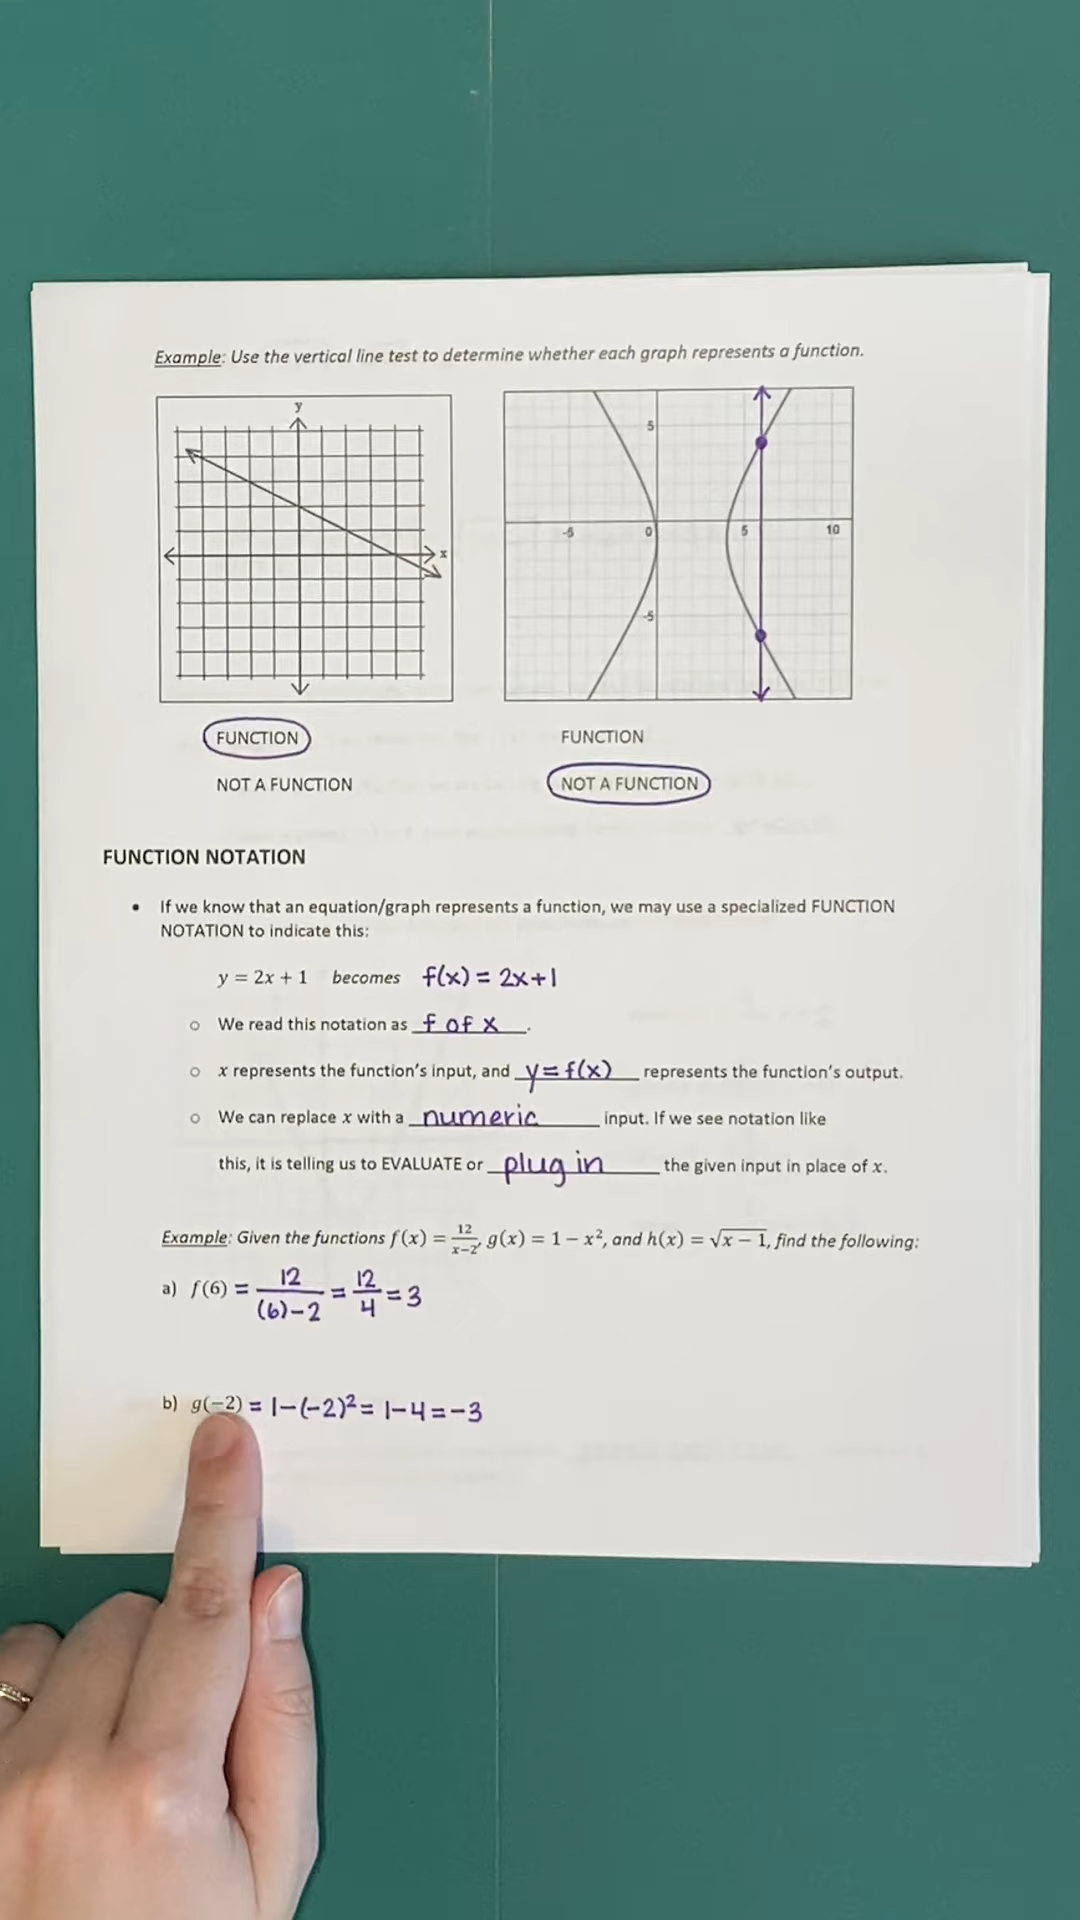 Example: Use the vertical line test to determine whether each graph represents a function.
y
x
5
-5
0
5
10
-5
FUNCTION
FUNCTION
NOT A FUNCTION
NOT A FUNCTION
FUNCTION NOTATION
• If we know that an equation/graph represents a function, we may use a specialized FUNCTION
NOTATION to indicate this:
y = 2x + 1 becomes f(x) = 2x+1
o We read this notation as f of x.
o x represents the function's input, and y=f(x) represents the function's output.
o We can replace x with a numeric input. If we see notation like
this, it is telling us to EVALUATE or plug in the given input in place of x.
Example: Given the functions f(x) = 12/(x−2), g(x) = 1 − x², and h(x) = √(x − 1), find the following:
a) f(6) = 12/((6)−2) = 12/4 = 3
b) g(−2) = 1−(−2)² = 1−4 = −3